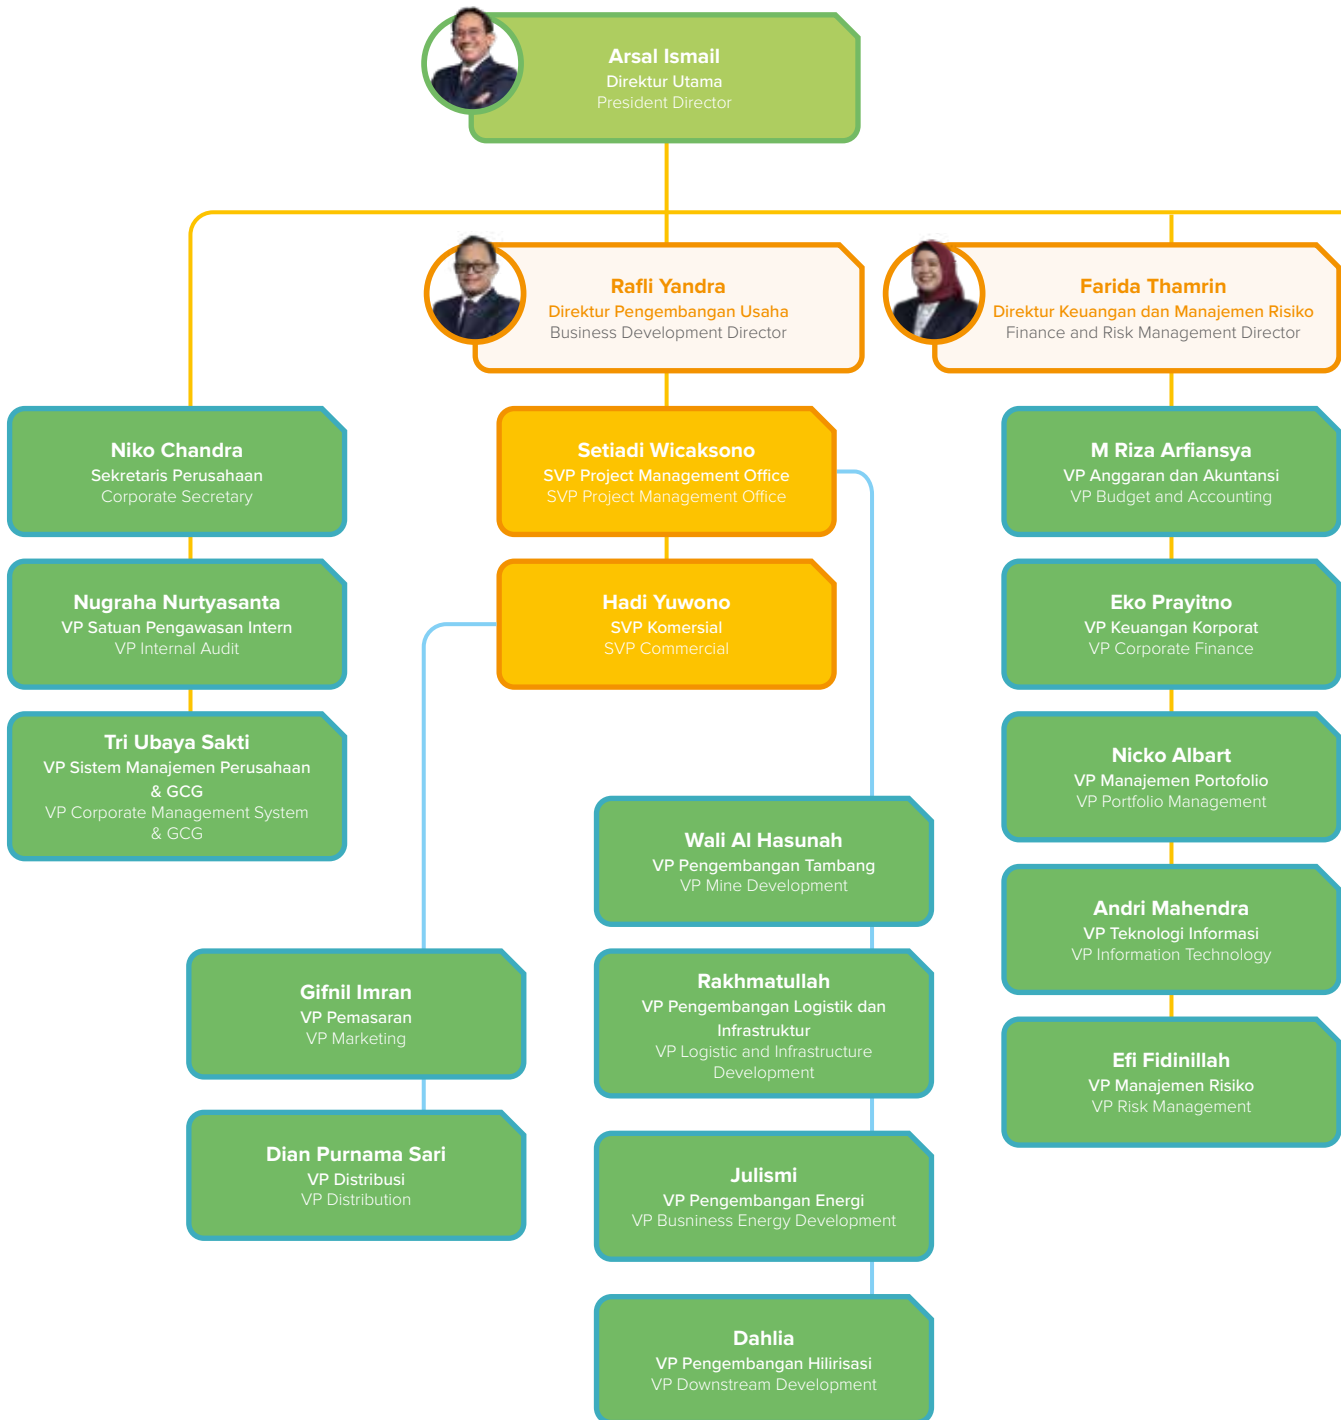 Arsal Ismail
Direktur Utama
President Director
Rafli Yandra
Direktur Pengembangan Usaha
Business Development Director
Farida Thamrin
Direktur Keuangan dan Manajemen Risiko
Finance and Risk Management Director
Niko Chandra
Sekretaris Perusahaan
Corporate Secretary
Nugraha Nurtyasanta
VP Satuan Pengawasan Intern
VP Internal Audit
Tri Ubaya Sakti
VP Sistem Manajemen Perusahaan
& GCG
VP Corporate Management System
& GCG
Setiadi Wicaksono
SVP Project Management Office
SVP Project Management Office
Hadi Yuwono
SVP Komersial
SVP Commercial
Gifnil Imran
VP Pemasaran
VP Marketing
Dian Purnama Sari
VP Distribusi
VP Distribution
Wali Al Hasunah
VP Pengembangan Tambang
VP Mine Development
Rakhmatullah
VP Pengembangan Logistik dan
Infrastruktur
VP Logistic and Infrastructure
Development
Julismi
VP Pengembangan Energi
VP Busniness Energy Development
Dahlia
VP Pengembangan Hilirisasi
VP Downstream Development
M Riza Arfiansya
VP Anggaran dan Akuntansi
VP Budget and Accounting
Eko Prayitno
VP Keuangan Korporat
VP Corporate Finance
Nicko Albart
VP Manajemen Portofolio
VP Portfolio Management
Andri Mahendra
VP Teknologi Informasi
VP Information Technology
Efi Fidinillah
VP Manajemen Risiko
VP Risk Management